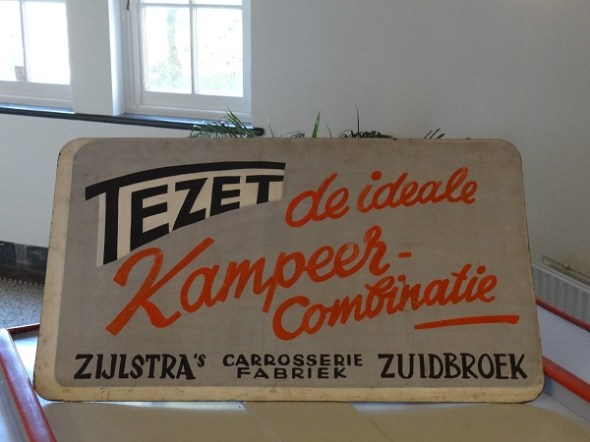 TEZET de ideale
Kampeer-
Combinatie
ZIJLSTRA'S CARROSSERIE FABRIEK ZUIDBROEK